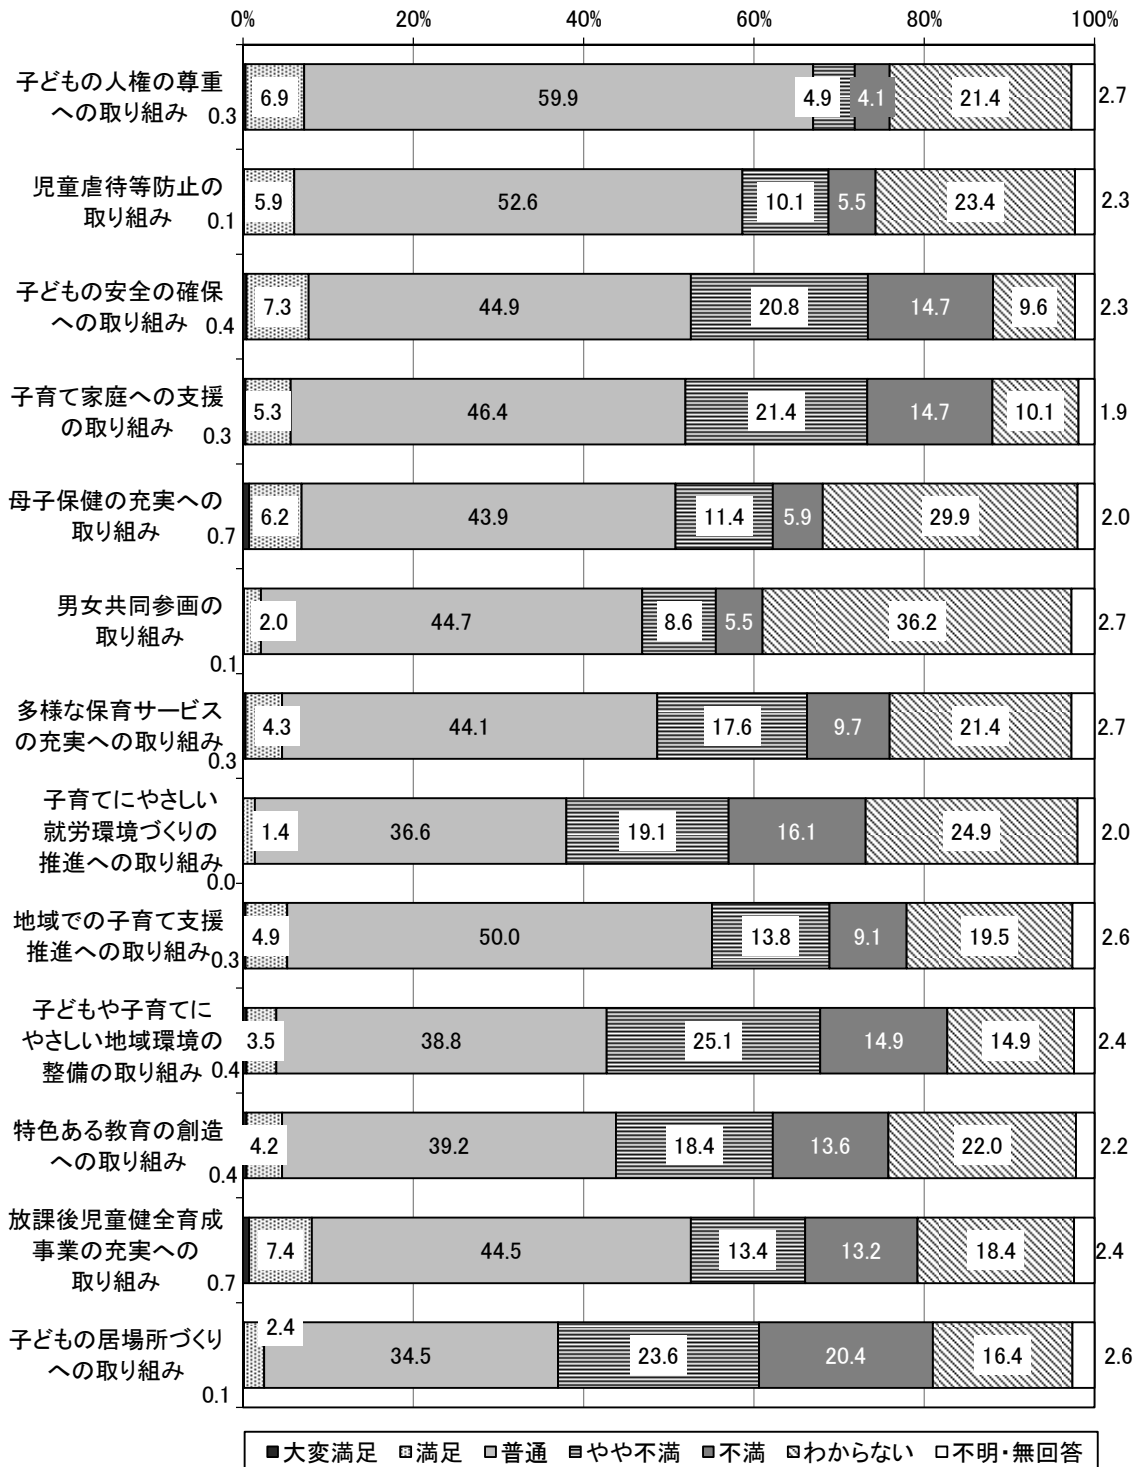 0% 20% 40% 60% 80% 100%
子どもの人権の尊重
への取り組み
0.3 6.9 59.9 4.9 4.1 21.4 2.7
児童虐待等防止の
取り組み
0.1 5.9 52.6 10.1 5.5 23.4 2.3
子どもの安全の確保
への取り組み
0.4 7.3 44.9 20.8 14.7 9.6 2.3
子育て家庭への支援
の取り組み
0.3 5.3 46.4 21.4 14.7 10.1 1.9
母子保健の充実への
取り組み
0.7 6.2 43.9 11.4 5.9 29.9 2.0
男女共同参画の
取り組み
0.1 2.0 44.7 8.6 5.5 36.2 2.7
多様な保育サービス
の充実への取り組み
0.3 4.3 44.1 17.6 9.7 21.4 2.7
子育てにやさしい
就労環境づくりの
推進への取り組み
0.0 1.4 36.6 19.1 16.1 24.9 2.0
地域での子育て支援
推進への取り組み
0.3 4.9 50.0 13.8 9.1 19.5 2.6
子どもや子育てに
やさしい地域環境の
整備の取り組み
0.4 3.5 38.8 25.1 14.9 14.9 2.4
特色ある教育の創造
への取り組み
0.4 4.2 39.2 18.4 13.6 22.0 2.2
放課後児童健全育成
事業の充実への
取り組み
0.7 7.4 44.5 13.4 13.2 18.4 2.4
子どもの居場所づくり
への取り組み
0.1 2.4 34.5 23.6 20.4 16.4 2.6
大変満足 満足 普通 やや不満 不満 わからない 不明・無回答